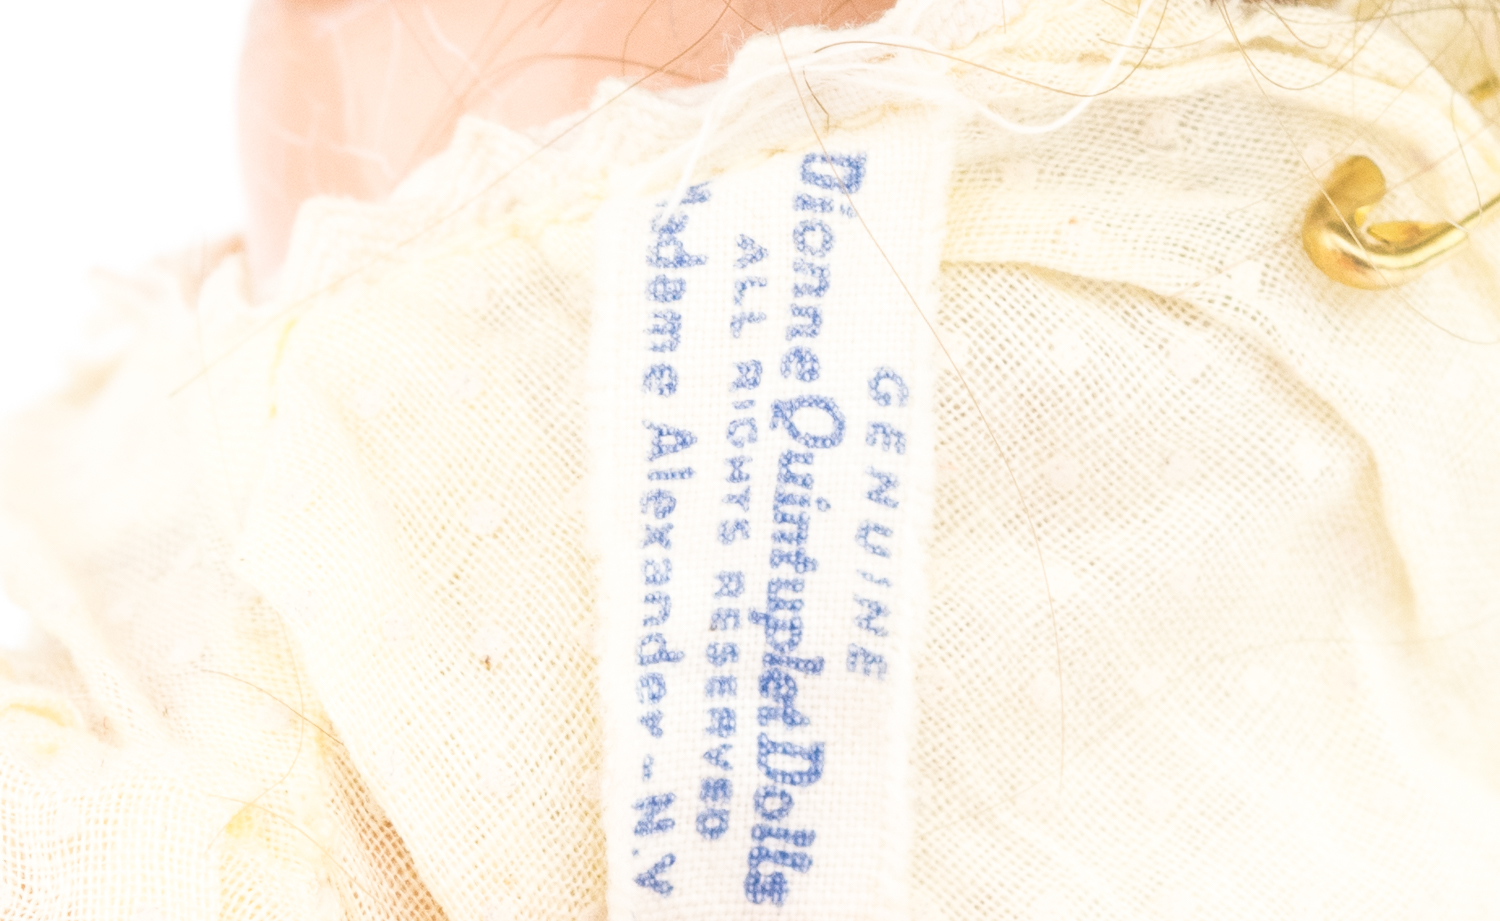 GENUINE
Dionne Quintuplet Dolls
ALL RIGHTS RESERVED
Madame Alexander - N.Y